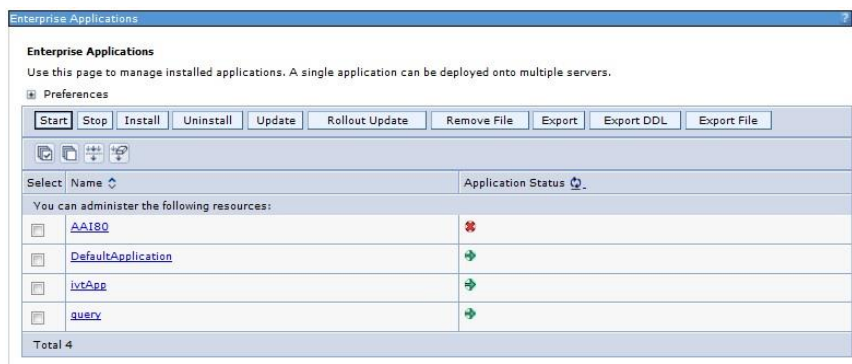 Enterprise Applications ?
Enterprise Applications
Use this page to manage installed applications. A single application can be deployed onto multiple servers.
Preferences
Start Stop Install Uninstall Update Rollout Update Remove File Export Export DDL Export File
Select Name Application Status
You can administer the following resources:
AAI80
DefaultApplication
ivtApp
query
Total 4